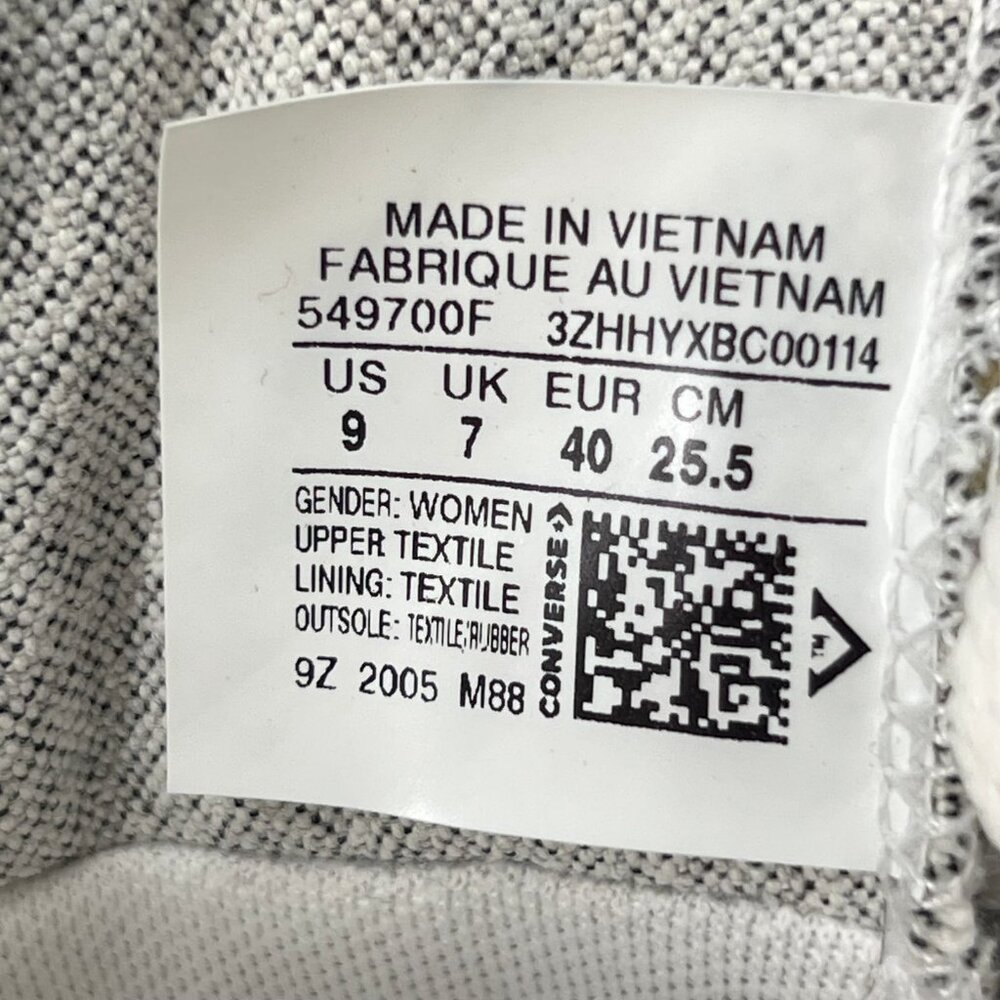 MADE IN VIETNAM
FABRIQUE AU VIETNAM
549700F 3ZHHYXBC00114
US UK EUR CM
9 7 40 25.5
GENDER: WOMEN
UPPER TEXTILE
LINING: TEXTILE
OUTSOLE: TEXTILE/RUBBER
9Z 2005 M88
CONVERSE
TM